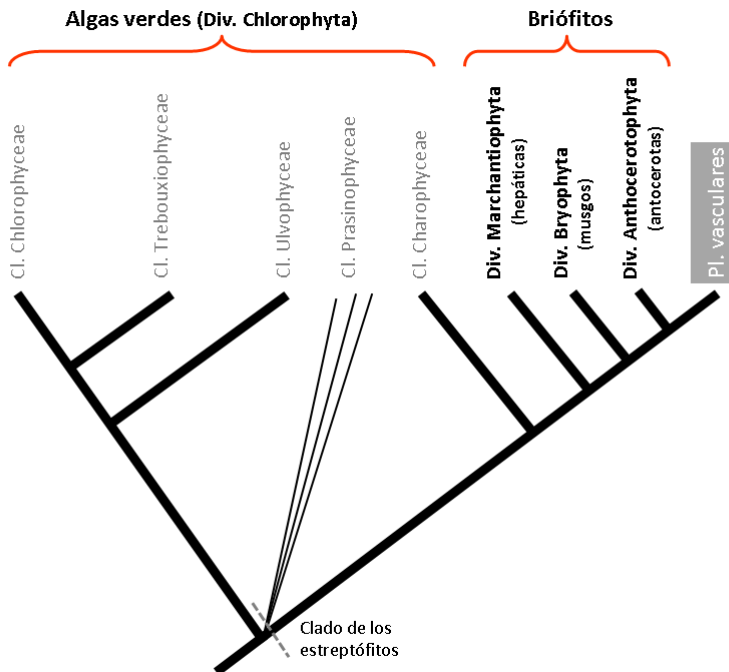 Algas verdes (Div. Chlorophyta)
Briófitos
Cl. Chlorophyceae
Cl. Trebouxiophyceae
Cl. Ulvophyceae
Cl. Prasinophyceae
Cl. Charophyceae
Div. Marchantiophyta
(hepáticas)
Div. Bryophyta
(musgos)
Div. Anthocerotophyta
(antocerotas)
Pl. vasculares
Clado de los
estreptófitos